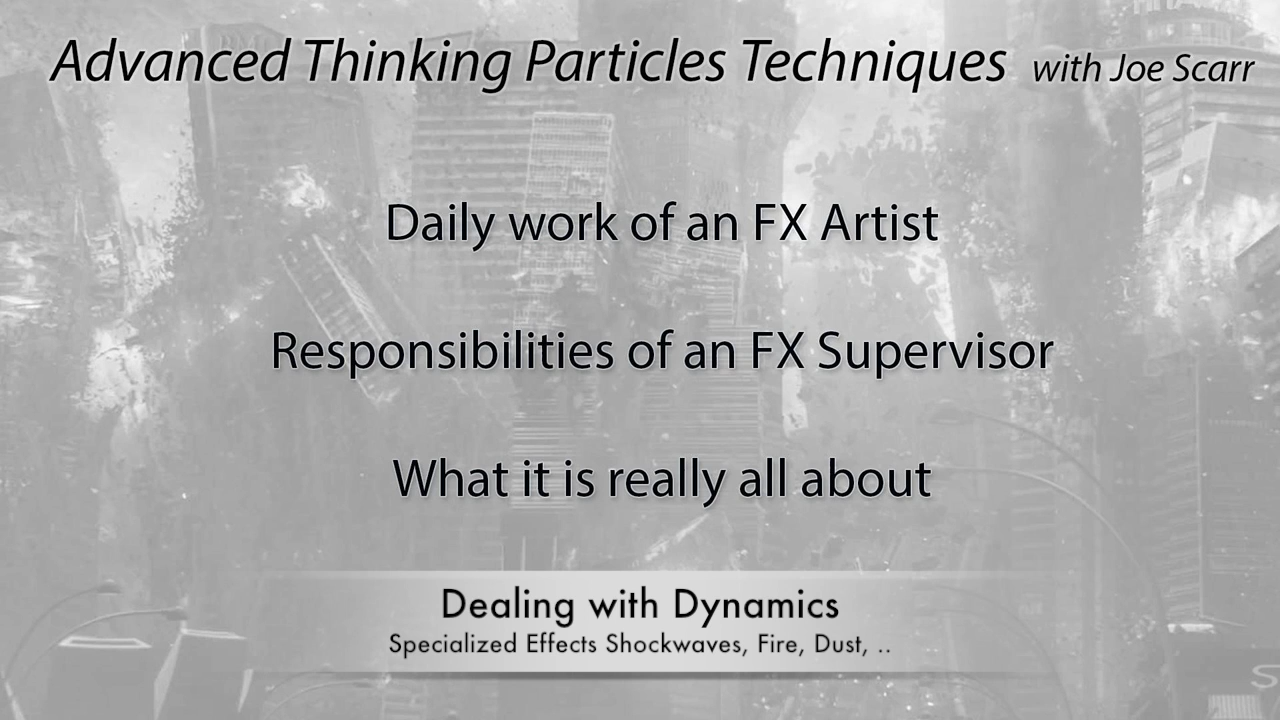 Advanced Thinking Particles Techniques with Joe Scarr
Daily work of an FX Artist
Responsibilities of an FX Supervisor
What it is really all about
Dealing with Dynamics
Specialized Effects Shockwaves, Fire, Dust, ..